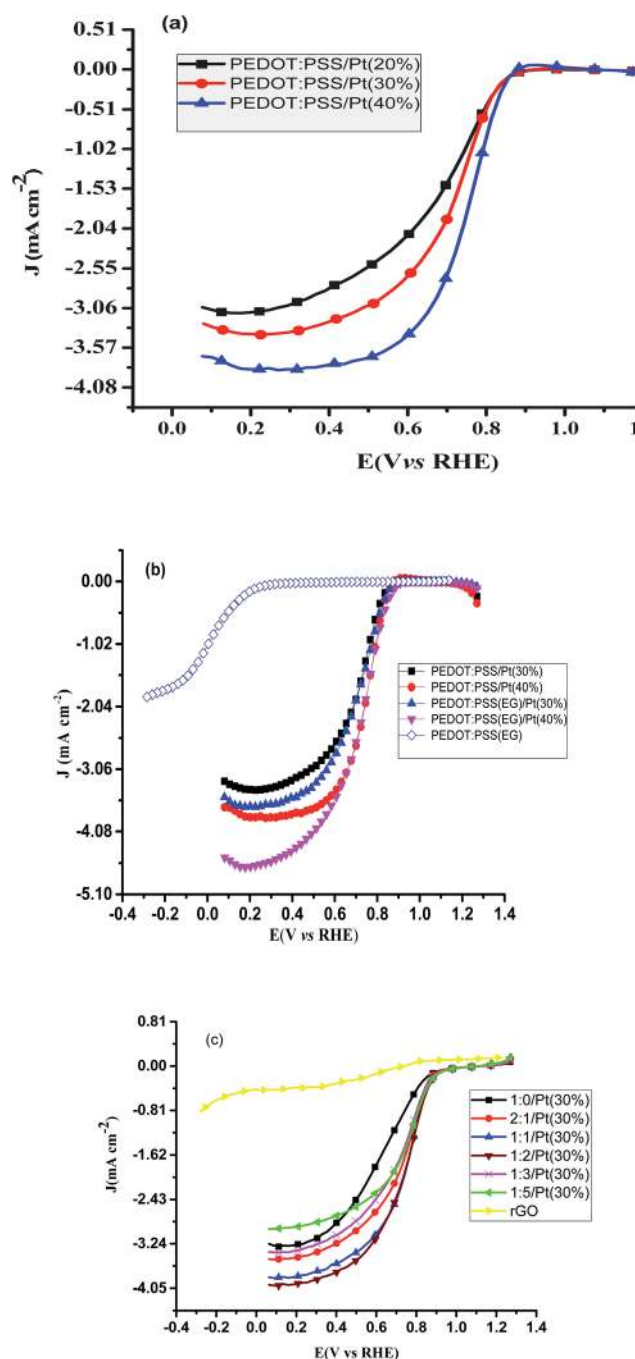 (a)
0.51
0.00
-0.51
-1.02
-1.53
-2.04
-2.55
-3.06
-3.57
-4.08
J (mA cm-2)
PEDOT:PSS/Pt(20%)
PEDOT:PSS/Pt(30%)
PEDOT:PSS/Pt(40%)
0.0 0.2 0.4 0.6 0.8 1.0 1
E(V vs RHE)
(b)
0.00
-1.02
-2.04
-3.06
-4.08
-5.10
J (mA cm-2)
PEDOT:PSS/Pt(30%)
PEDOT:PSS/Pt(40%)
PEDOT:PSS(EG)/Pt(30%)
PEDOT:PSS(EG)/Pt(40%)
PEDOT:PSS(EG)
-0.4 -0.2 0.0 0.2 0.4 0.6 0.8 1.0 1.2 1.4
E(V vs RHE)
(c)
0.81
0.00
-0.81
-1.62
-2.43
-3.24
-4.05
J(mA cm-2)
1:0/Pt(30%)
2:1/Pt(30%)
1:1/Pt(30%)
1:2/Pt(30%)
1:3/Pt(30%)
1:5/Pt(30%)
rGO
-0.4 -0.2 0.0 0.2 0.4 0.6 0.8 1.0 1.2 1.4
E(V vs RHE)